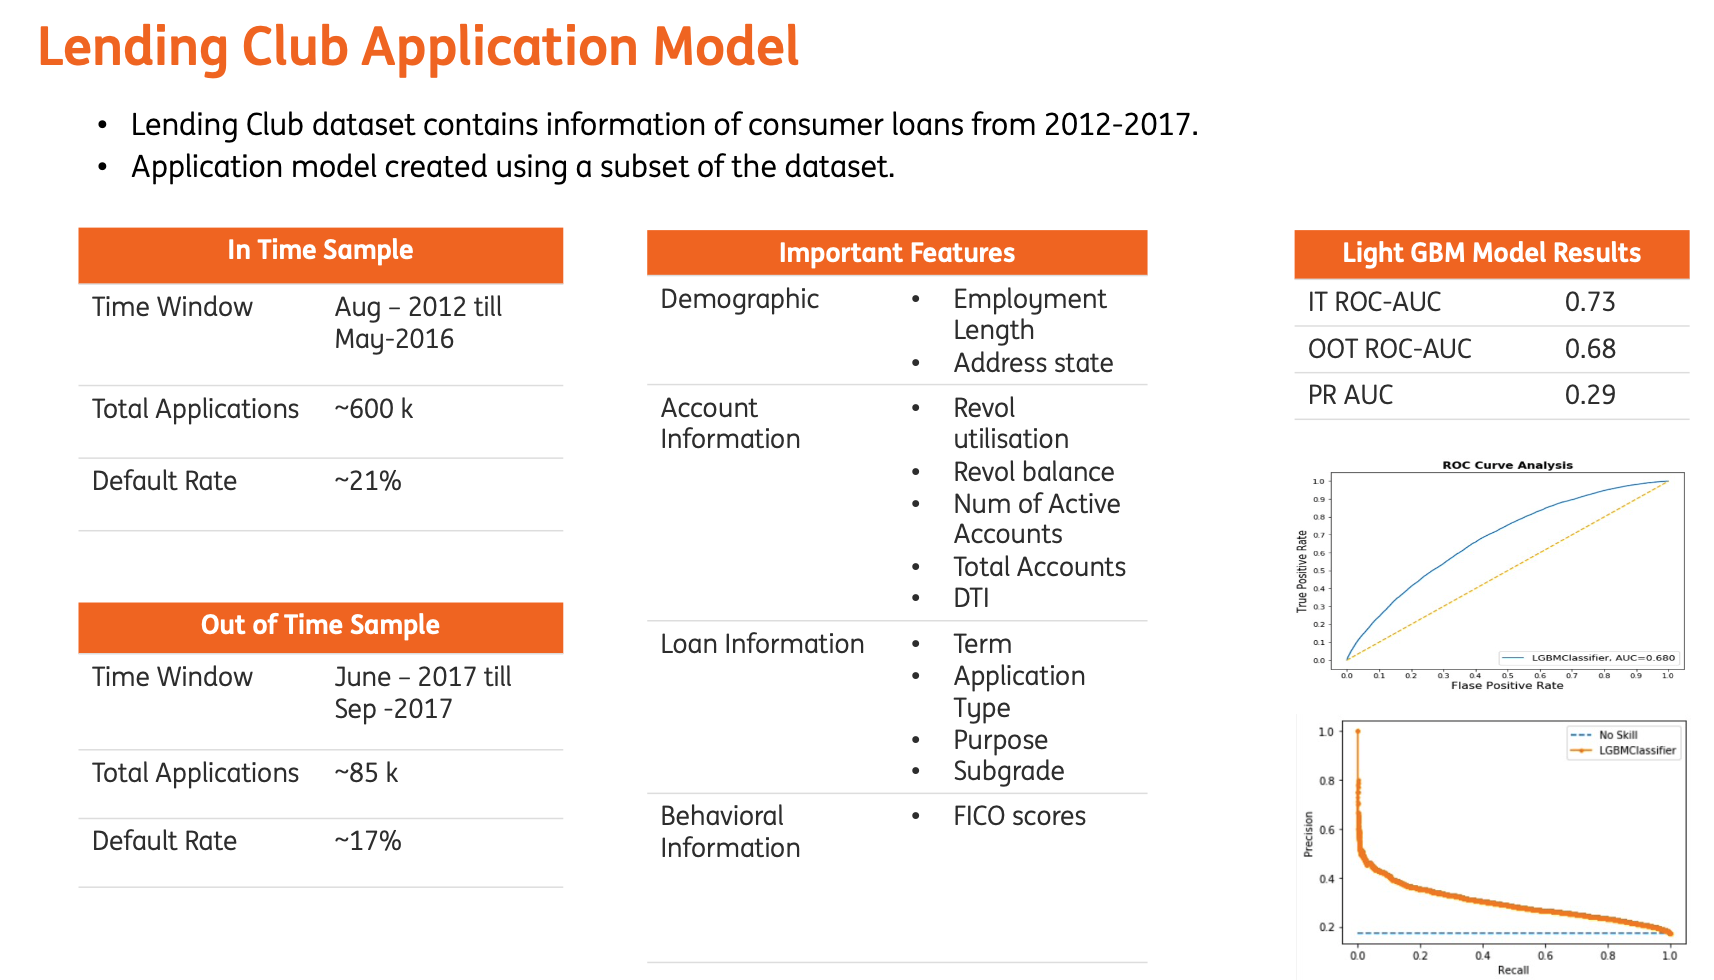 Lending Club Application Model
• Lending Club dataset contains information of consumer loans from 2012-2017.
• Application model created using a subset of the dataset.
In Time Sample
Time Window Aug – 2012 till
May-2016
Total Applications ~600 k
Default Rate ~21%
Out of Time Sample
Time Window June – 2017 till
Sep -2017
Total Applications ~85 k
Default Rate ~17%
Important Features
Demographic • Employment
Length
• Address state
Account • Revol
Information utilisation
• Revol balance
• Num of Active
Accounts
• Total Accounts
• DTI
Loan Information • Term
• Application
Type
• Purpose
• Subgrade
Behavioral • FICO scores
Information
Light GBM Model Results
IT ROC-AUC 0.73
OOT ROC-AUC 0.68
PR AUC 0.29
ROC Curve Analysis
1.0
0.9
0.8
0.7
0.6
0.5
0.4
0.3
0.2
0.1
0.0
True Positive Rate
LGBMClassifier, AUC=0.680
0.0 0.1 0.2 0.3 0.4 0.5 0.6 0.7 0.8 0.9 1.0
Flase Positive Rate
No Skill
LGBMClassifier
1.0
0.8
0.6
0.4
0.2
Precision
0.0 0.2 0.4 0.6 0.8 1.0
Recall